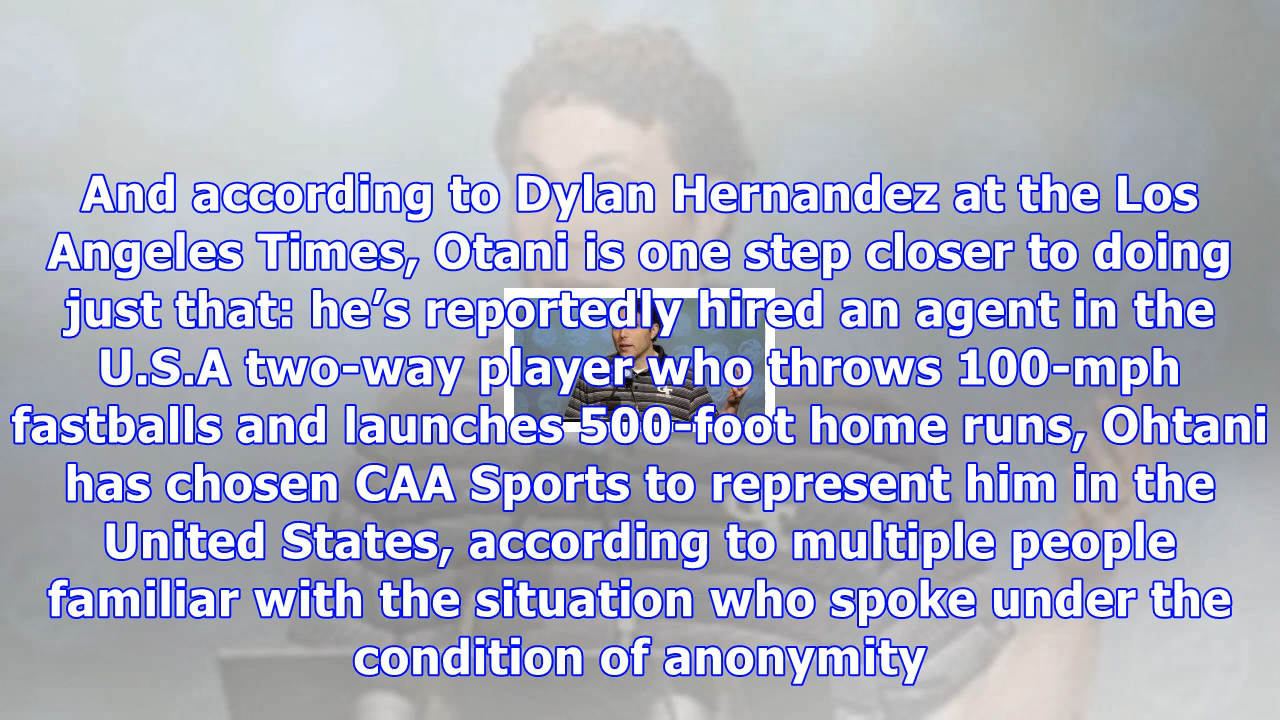 And according to Dylan Hernandez at the Los
Angeles Times, Otani is one step closer to doing
just that: he’s reportedly hired an agent in the
U.S.A two-way player who throws 100-mph
fastballs and launches 500-foot home runs, Ohtani
has chosen CAA Sports to represent him in the
United States, according to multiple people
familiar with the situation who spoke under the
condition of anonymity